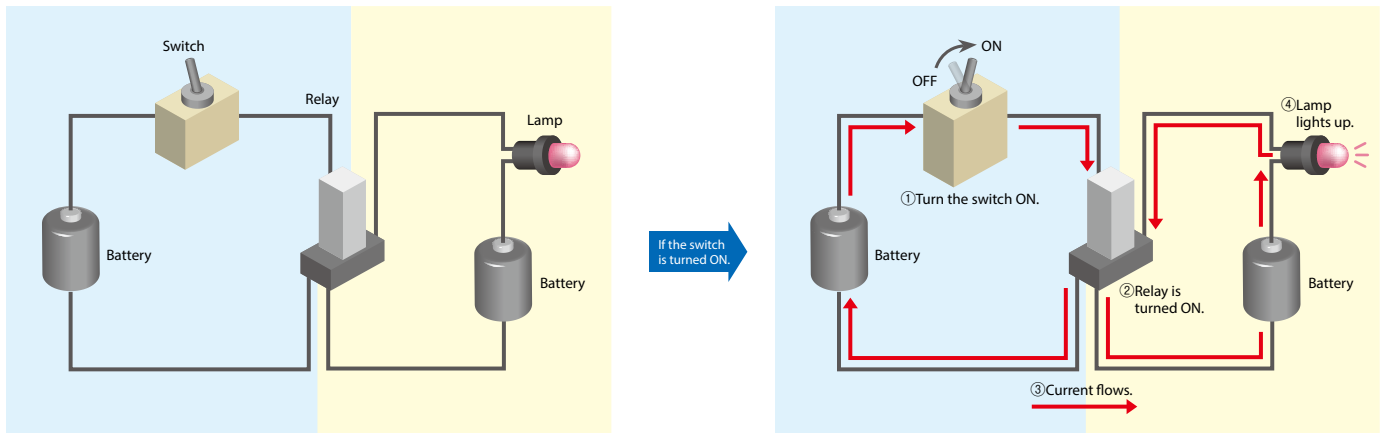 Switch
Relay
Lamp
Battery
Battery
If the switch
is turned ON.
ON
OFF
①Turn the switch ON.
④Lamp
lights up.
Battery
②Relay is
turned ON.
Battery
③Current flows.